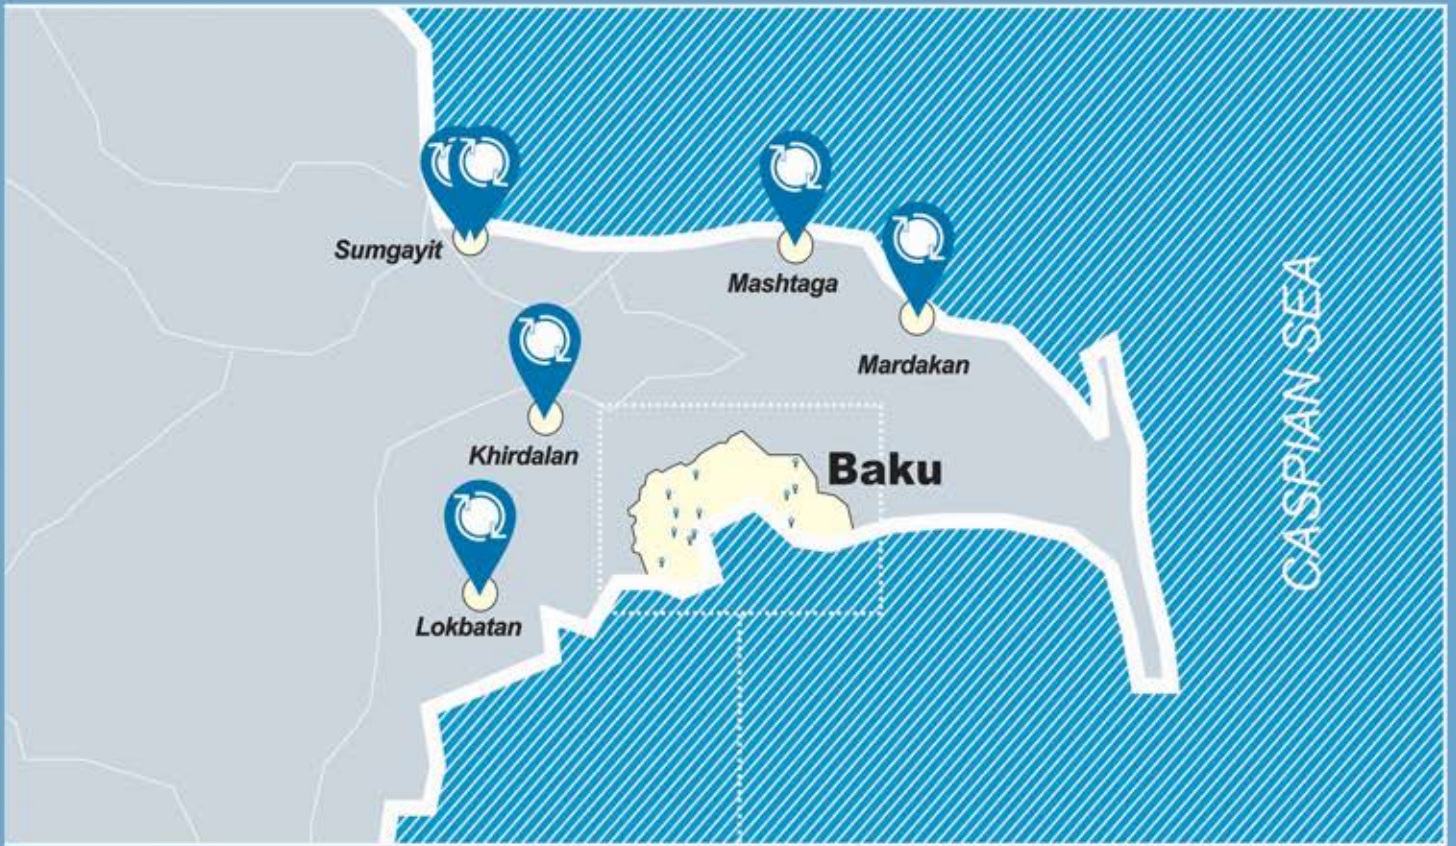 Sumgayit
Mashtaga
Mardakan
Khirdalan
Baku
Lokbatan
CASPIAN SEA